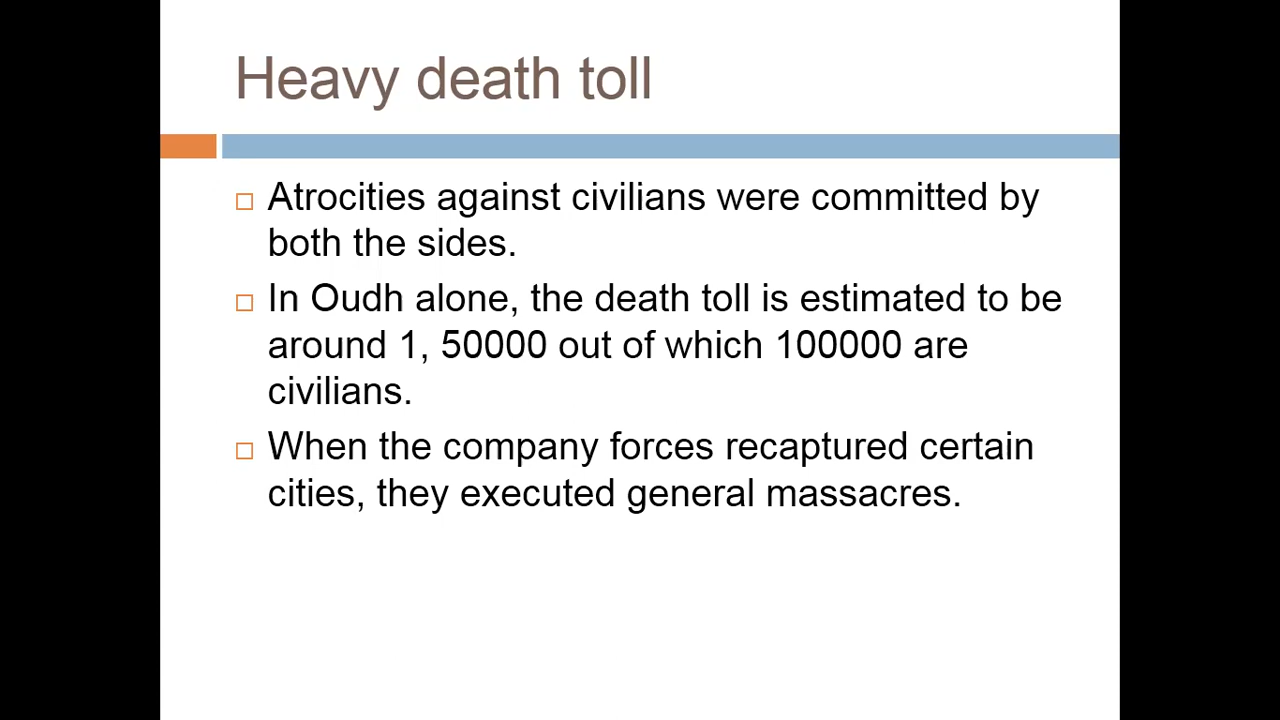 Heavy death toll
Atrocities against civilians were committed by
both the sides.
In Oudh alone, the death toll is estimated to be
around 1, 50000 out of which 100000 are
civilians.
When the company forces recaptured certain
cities, they executed general massacres.